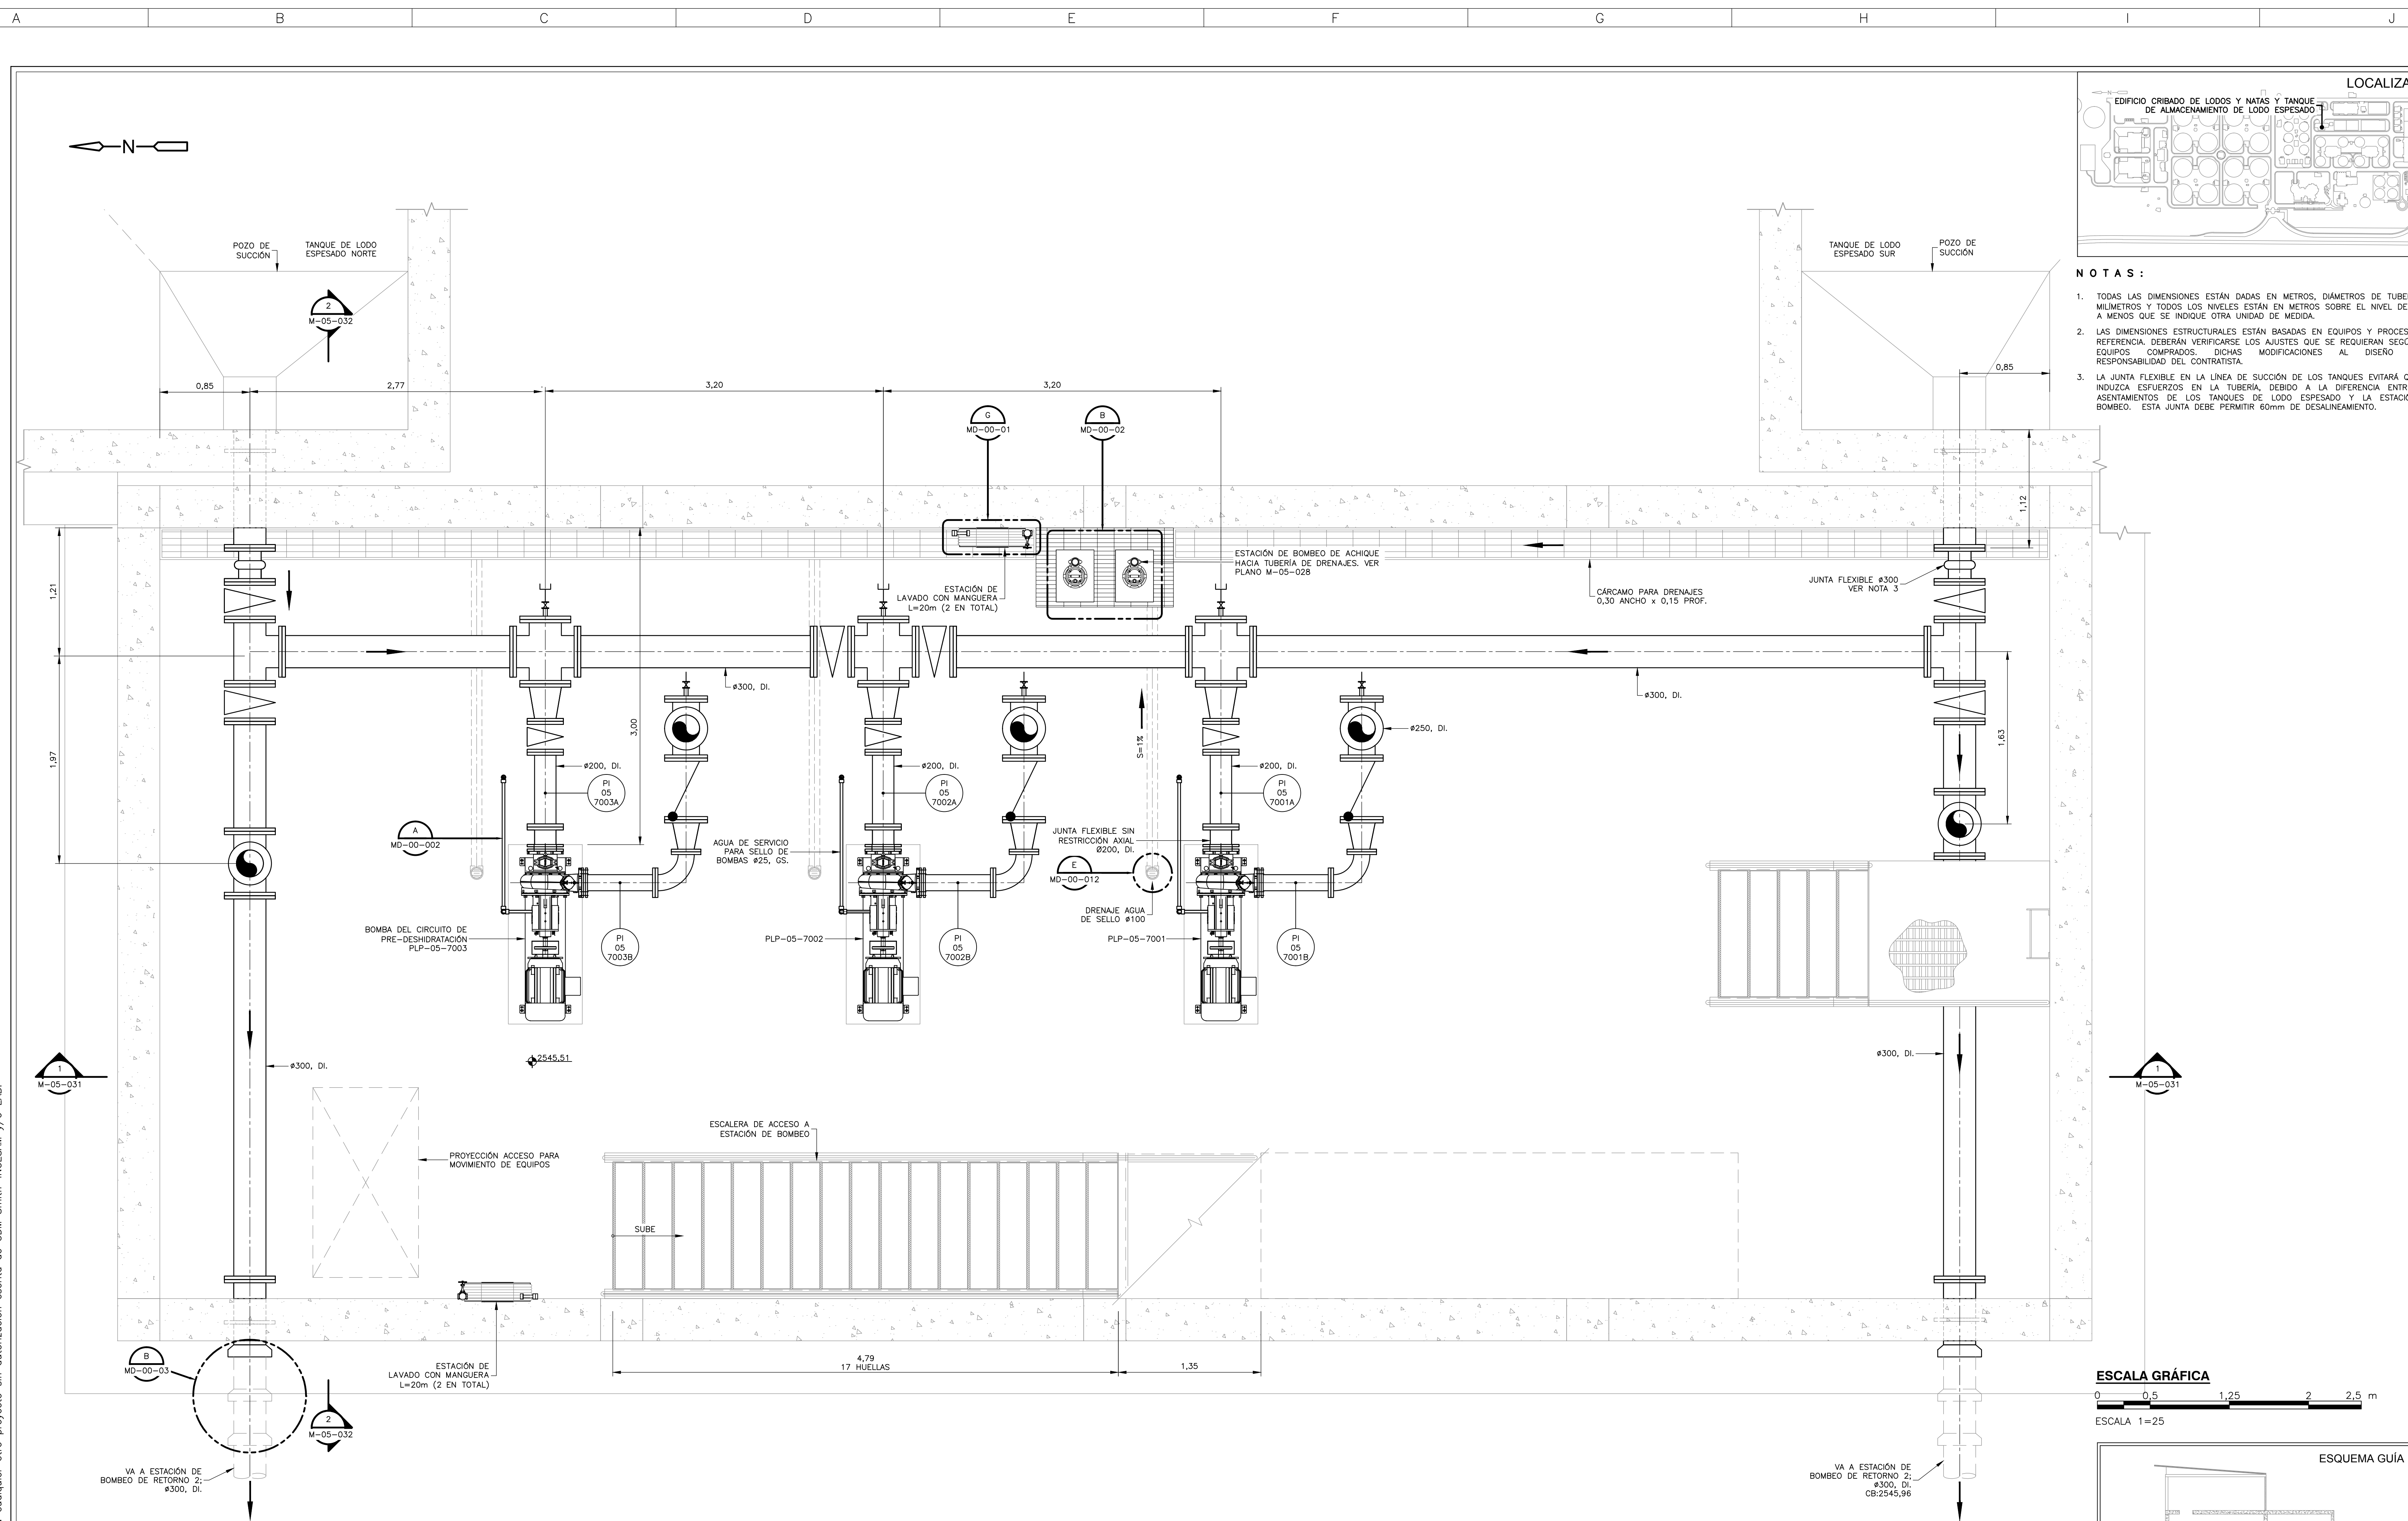 A
B
C
D
E
F
G
H
I
J
N
LOCALIZA
EDIFICIO CRIBADO DE LODOS Y NATAS Y TANQUE
DE ALMACENAMIENTO DE LODO ESPESADO
N O T A S :
1. TODAS LAS DIMENSIONES ESTÁN DADAS EN METROS, DIÁMETROS DE TUBE
MILÍMETROS Y TODOS LOS NIVELES ESTÁN EN METROS SOBRE EL NIVEL DE
A MENOS QUE SE INDIQUE OTRA UNIDAD DE MEDIDA.
2. LAS DIMENSIONES ESTRUCTURALES ESTÁN BASADAS EN EQUIPOS Y PROCES
REFERENCIA. DEBERÁN VERIFICARSE LOS AJUSTES QUE SE REQUIERAN SEGÚ
EQUIPOS COMPRADOS. DICHAS MODIFICACIONES AL DISEÑO
RESPONSABILIDAD DEL CONTRATISTA.
3. LA JUNTA FLEXIBLE EN LA LÍNEA DE SUCCIÓN DE LOS TANQUES EVITARÁ Q
INDUZCA ESFUERZOS EN LA TUBERÍA, DEBIDO A LA DIFERENCIA ENTR
ASENTAMIENTOS DE LOS TANQUES DE LODO ESPESADO Y LA ESTACI
BOMBEO. ESTA JUNTA DEBE PERMITIR 60mm DE DESALINEAMIENTO.
POZO DE
SUCCIÓN
TANQUE DE LODO
ESPESADO NORTE
2
M-05-032
TANQUE DE LODO
ESPESADO SUR
POZO DE
SUCCIÓN
0,85
2,77
3,20
3,20
0,85
G
MD-00-01
B
MD-00-02
1,12
1,21
1,97
3,00
1,63
ESTACIÓN DE
LAVADO CON MANGUERA
L=20m (2 EN TOTAL)
ESTACIÓN DE BOMBEO DE ACHIQUE
HACIA TUBERÍA DE DRENAJES. VER
PLANO M-05-028
CÁRCAMO PARA DRENAJES
0,30 ANCHO x 0,15 PROF.
JUNTA FLEXIBLE ø300
VER NOTA 3
ø300, DI.
ø300, DI.
ø250, DI.
S=1%
ø200, DI.
ø200, DI.
ø200, DI.
PI
05
7003A
PI
05
7002A
PI
05
7001A
A
MD-00-002
AGUA DE SERVICIO
PARA SELLO DE
BOMBAS ø25, GS.
JUNTA FLEXIBLE SIN
RESTRICCIÓN AXIAL
Ø200, DI.
E
MD-00-012
DRENAJE AGUA
DE SELLO ø100
BOMBA DEL CIRCUITO DE
PRE-DESHIDRATACIÓN
PLP-05-7003
PLP-05-7002
PLP-05-7001
PI
05
7003B
PI
05
7002B
PI
05
7001B
2545,51
1
M-05-031
ø300, DI.
ø300, DI.
1
M-05-031
ESCALERA DE ACCESO A
ESTACIÓN DE BOMBEO
PROYECCIÓN ACCESO PARA
MOVIMIENTO DE EQUIPOS
SUBE
B
MD-00-03
ESTACIÓN DE
LAVADO CON MANGUERA
L=20m (2 EN TOTAL)
4,79
17 HUELLAS
1,35
2
M-05-032
VA A ESTACIÓN DE
BOMBEO DE RETORNO 2;
ø300, DI.
VA A ESTACIÓN DE
BOMBEO DE RETORNO 2;
ø300, DI.
CB:2545,96
ESCALA GRÁFICA
0 0,5 1,25 2 2,5 m
ESCALA 1=25
ESQUEMA GUÍA